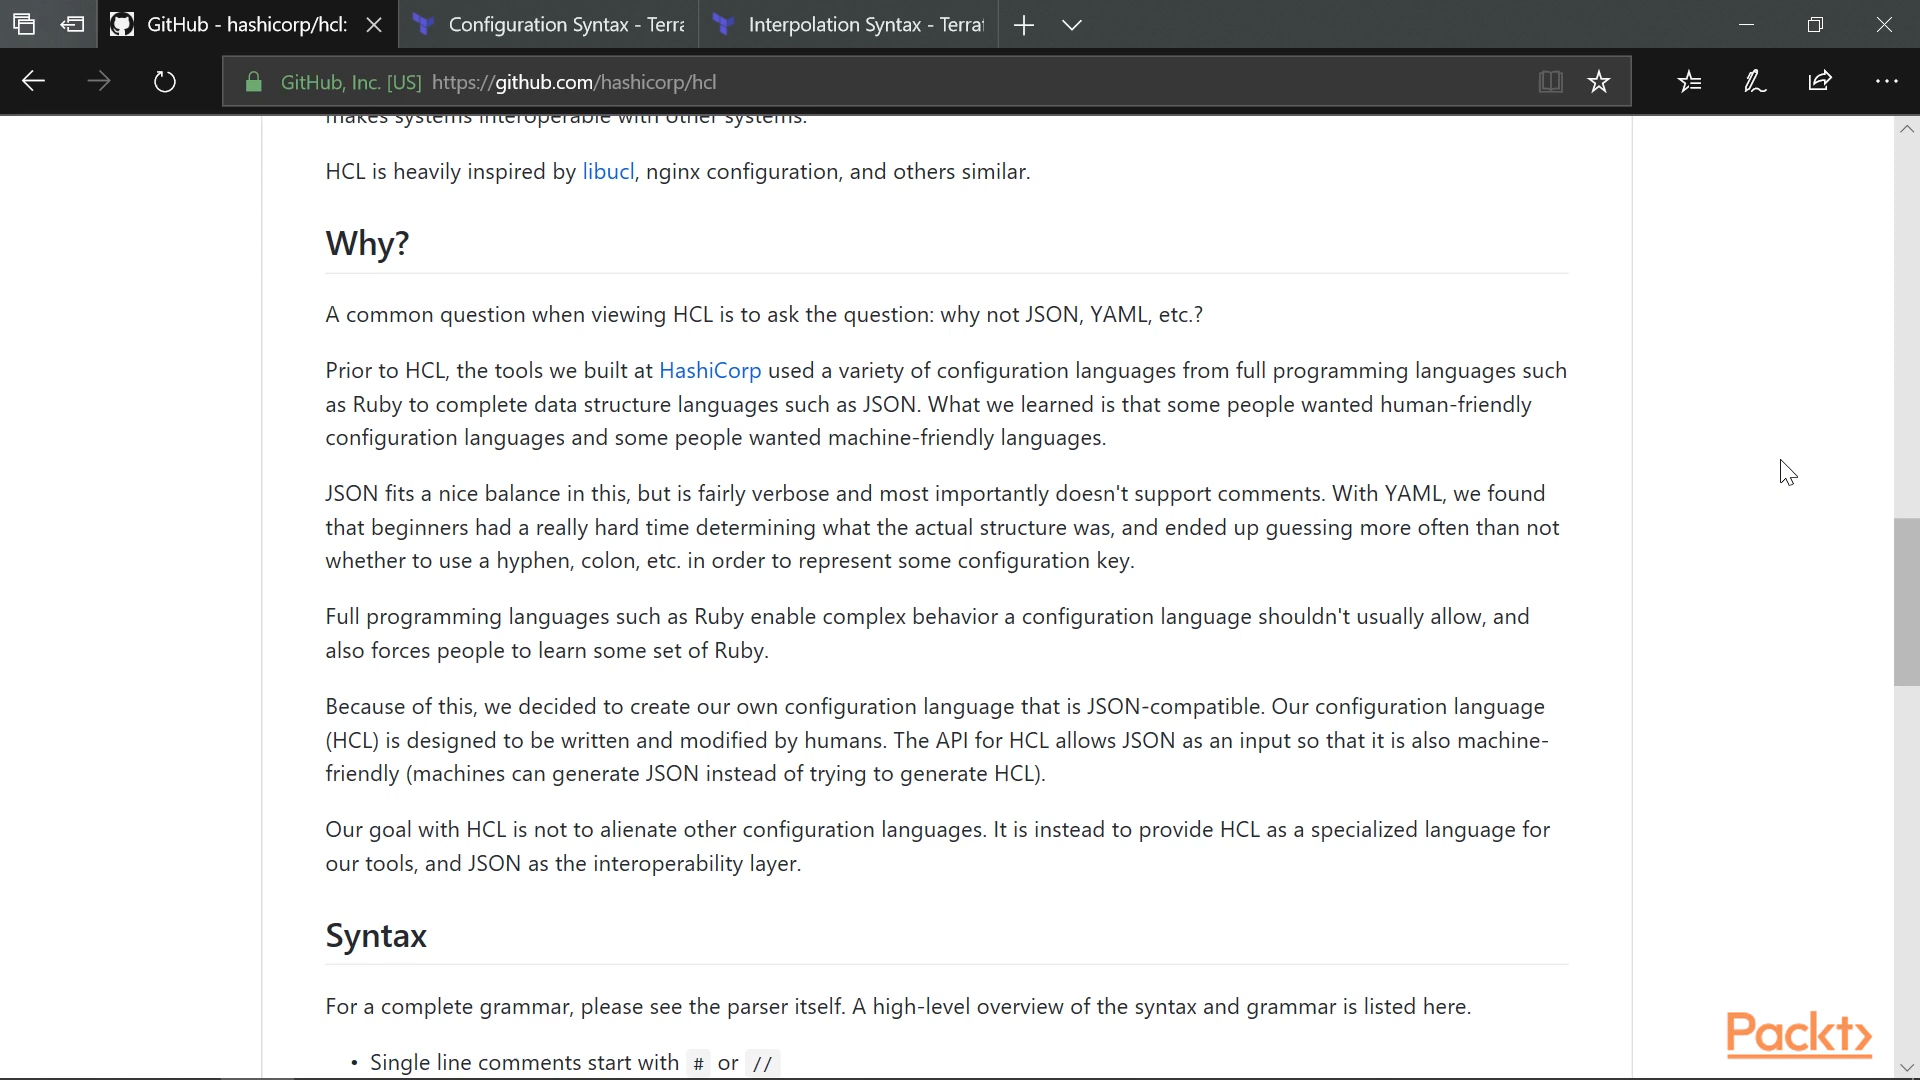 GitHub - hashicorp/hcl:
Configuration Syntax - Terra
Interpolation Syntax - Terraf
GitHub, Inc. [US] https://github.com/hashicorp/hcl
makes systems interoperable with other systems.
HCL is heavily inspired by libucl, nginx configuration, and others similar.
Why?
A common question when viewing HCL is to ask the question: why not JSON, YAML, etc.?
Prior to HCL, the tools we built at HashiCorp used a variety of configuration languages from full programming languages such
as Ruby to complete data structure languages such as JSON. What we learned is that some people wanted human-friendly
configuration languages and some people wanted machine-friendly languages.
JSON fits a nice balance in this, but is fairly verbose and most importantly doesn't support comments. With YAML, we found
that beginners had a really hard time determining what the actual structure was, and ended up guessing more often than not
whether to use a hyphen, colon, etc. in order to represent some configuration key.
Full programming languages such as Ruby enable complex behavior a configuration language shouldn't usually allow, and
also forces people to learn some set of Ruby.
Because of this, we decided to create our own configuration language that is JSON-compatible. Our configuration language
(HCL) is designed to be written and modified by humans. The API for HCL allows JSON as an input so that it is also machine-
friendly (machines can generate JSON instead of trying to generate HCL).
Our goal with HCL is not to alienate other configuration languages. It is instead to provide HCL as a specialized language for
our tools, and JSON as the interoperability layer.
Syntax
For a complete grammar, please see the parser itself. A high-level overview of the syntax and grammar is listed here.
• Single line comments start with # or //
Packt>